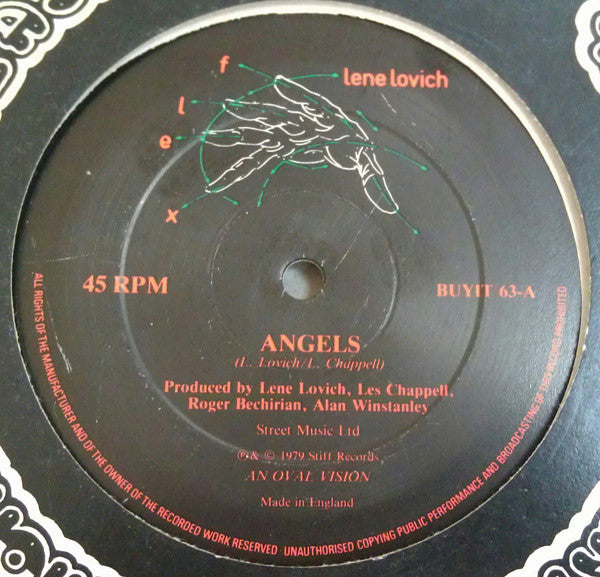 f
l
e
x
lene lovich
45 RPM
BUYIT 63-A
ANGELS
(L. Lovich/L. Chappell)
Produced by Lene Lovich, Les Chappell,
Roger Bechirian, Alan Winstanley
Street Music Ltd
℗& © 1979 Stiff Records
AN OVAL VISION
Made in England
ALL RIGHTS OF THE MANUFACTURER AND OF THE OWNER OF THE RECORDED WORK RESERVED · UNAUTHORISED COPYING PUBLIC PERFORMANCE AND BROADCASTING OF THIS RECORD PROHIBITED